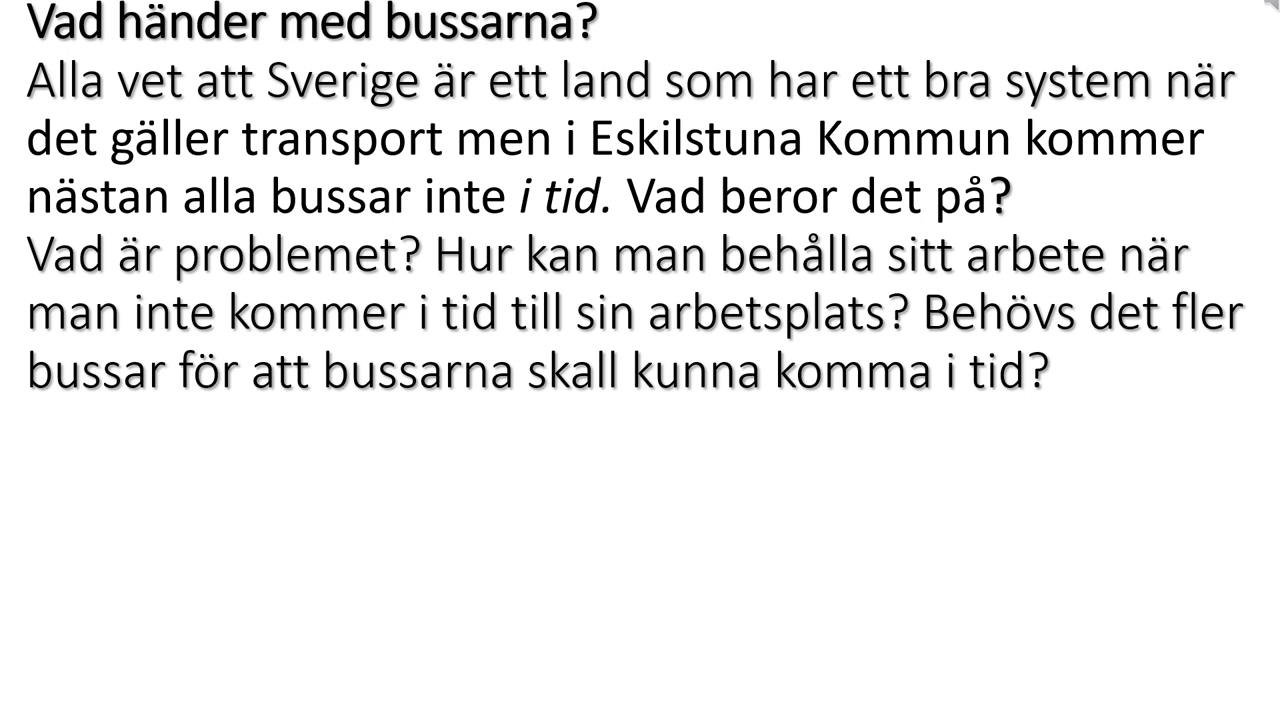 Vad händer med bussarna?
Alla vet att Sverige är ett land som har ett bra system när
det gäller transport men i Eskilstuna Kommun kommer
nästan alla bussar inte i tid. Vad beror det på?
Vad är problemet? Hur kan man behålla sitt arbete när
man inte kommer i tid till sin arbetsplats? Behövs det fler
bussar för att bussarna skall kunna komma i tid?